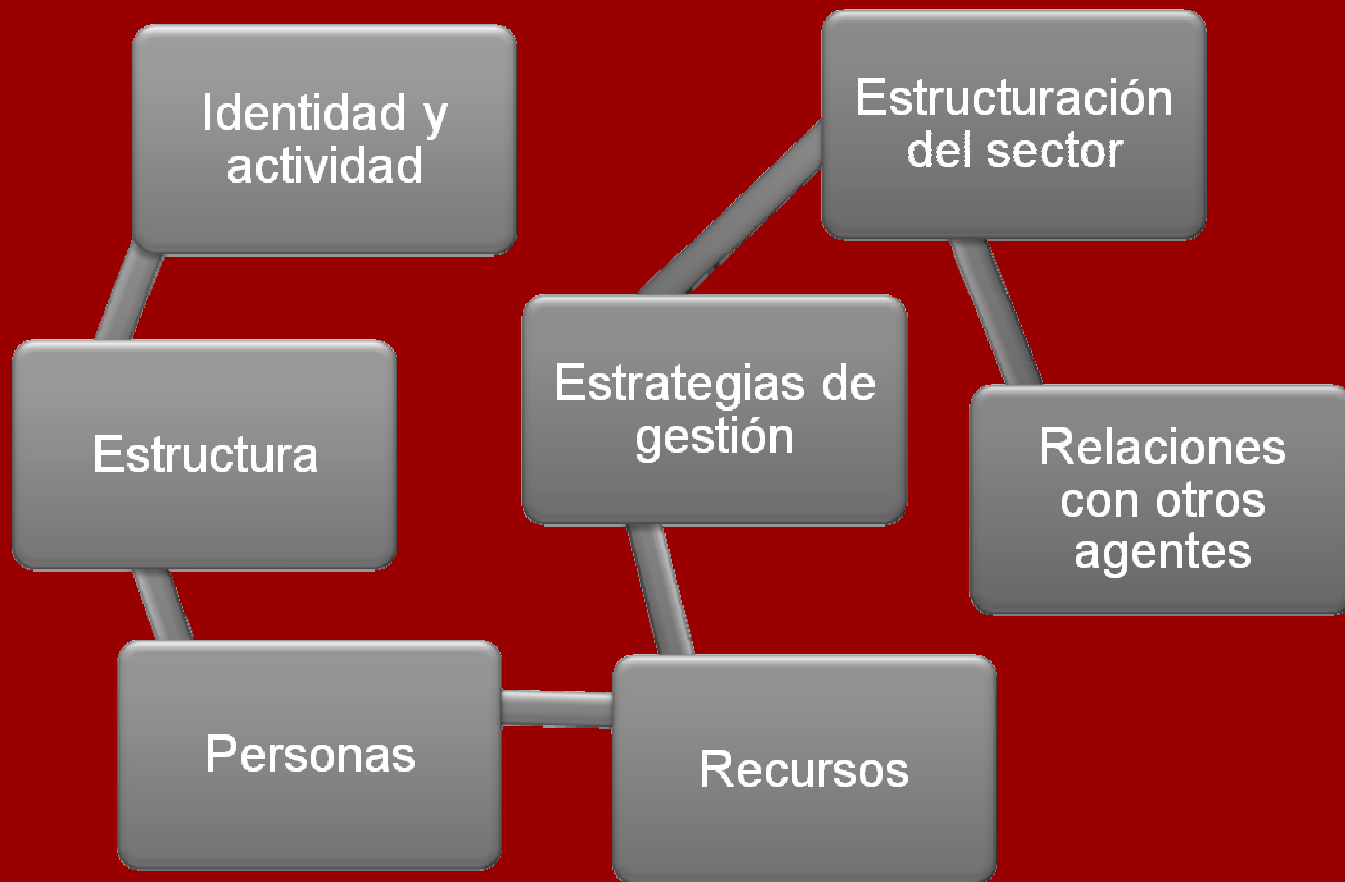 Identidad y
actividad
Estructura
Personas
Recursos
Estrategias de
gestión
Estructuración
del sector
Relaciones
con otros
agentes